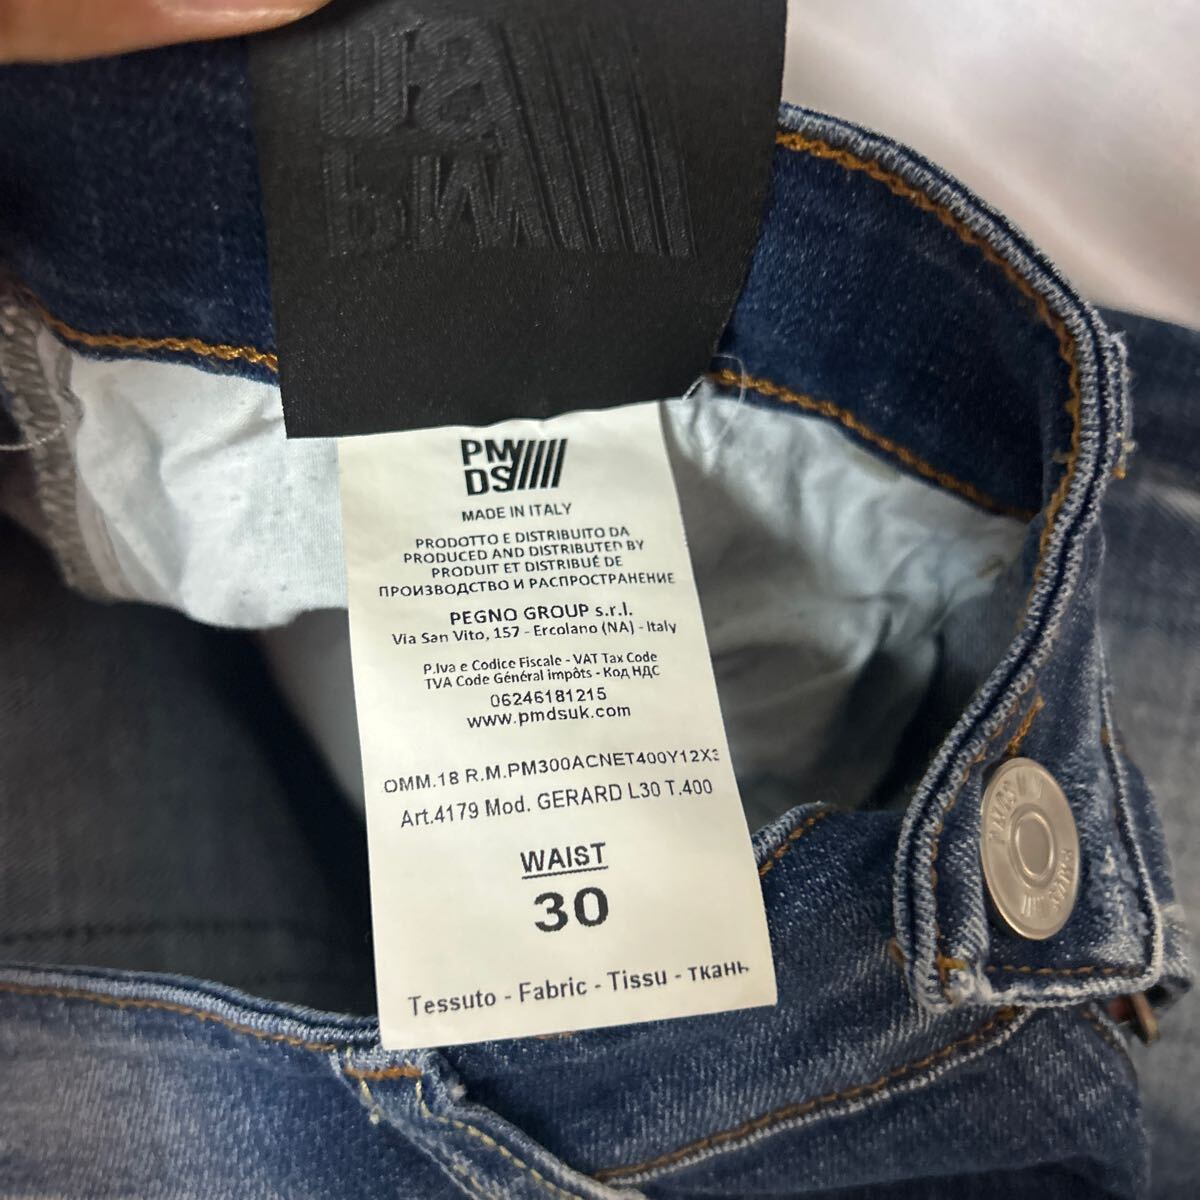 PM
DS
MADE IN ITALY
PRODOTTO E DISTRIBUITO DA
PRODUCED AND DISTRIBUTED BY
PRODUIT ET DISTRIBUÉ DE
ПРОИЗВОДСТВО И РАСПРОСТРАНЕНИЕ
PEGNO GROUP s.r.l.
Via San Vito, 157 - Ercolano (NA) - Italy
P.Iva e Codice Fiscale - VAT Tax Code
TVA Code Général impôts - Код НДС
06246181215
www.pmdsuk.com
OMM.18 R.M.PM300ACNET400Y12X3
Art.4179 Mod. GERARD L30 T.400
WAIST
30
Tessuto - Fabric - Tissu - ткань